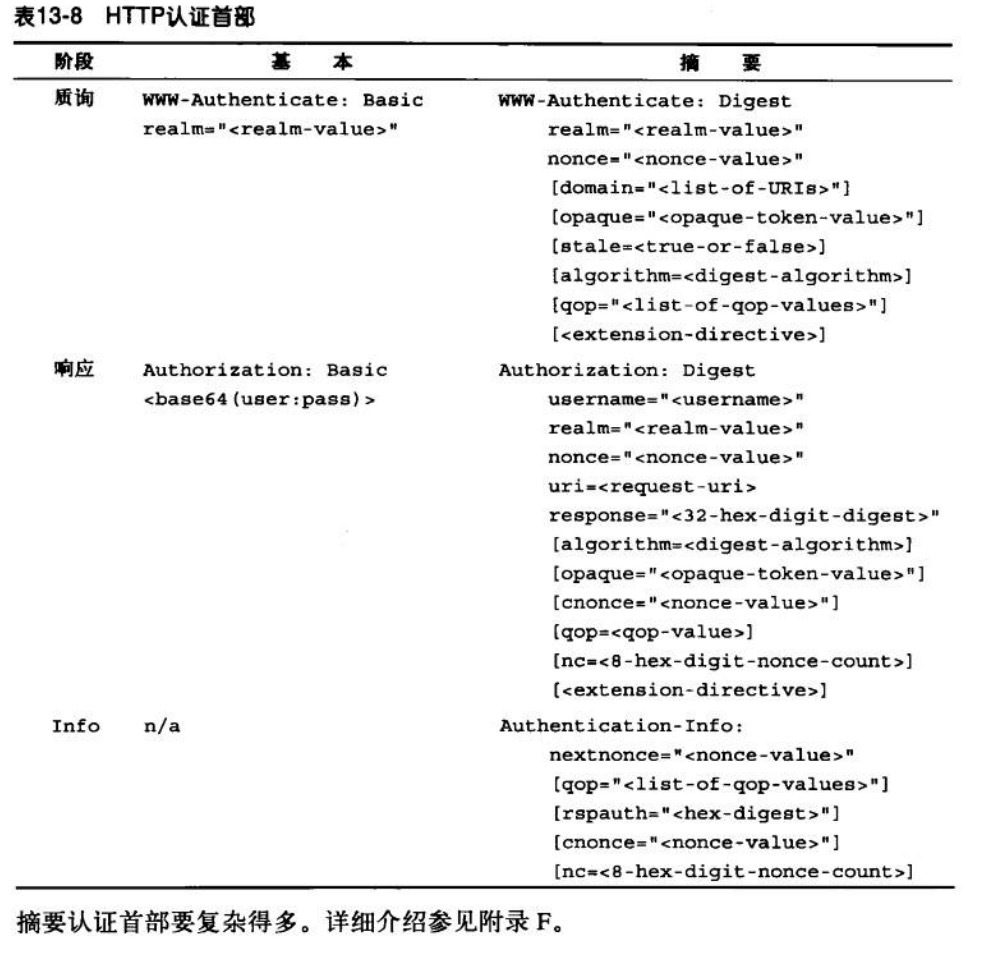 表13-8 HTTP认证首部
阶段 基 本 摘 要
质询 WWW-Authenticate: Basic WWW-Authenticate: Digest
realm="<realm-value>" realm="<realm-value>"
nonce="<nonce-value>"
[domain="<list-of-URIs>"]
[opaque="<opaque-token-value>"]
[stale=<true-or-false>]
[algorithm=<digest-algorithm>]
[qop="<list-of-qop-values>"]
[<extension-directive>]
响应 Authorization: Basic Authorization: Digest
<base64(user:pass)> username="<username>"
realm="<realm-value>"
nonce="<nonce-value>"
uri=<request-uri>
response="<32-hex-digit-digest>"
[algorithm=<digest-algorithm>]
[opaque="<opaque-token-value>"]
[cnonce="<nonce-value>"]
[qop=<qop-value>]
[nc=<8-hex-digit-nonce-count>]
[<extension-directive>]
Info n/a Authentication-Info:
nextnonce="<nonce-value>"
[qop="<list-of-qop-values>"]
[rspauth="<hex-digest>"]
[cnonce="<nonce-value>"]
[nc=<8-hex-digit-nonce-count>]
摘要认证首部要复杂得多。详细介绍参见附录 F。